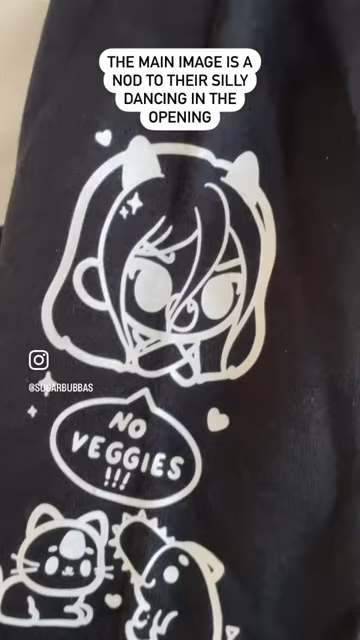 THE MAIN IMAGE IS A
NOD TO THEIR SILLY
DANCING IN THE
OPENING
@SUGARBUBBAS
NO
VEGGIES
!!!